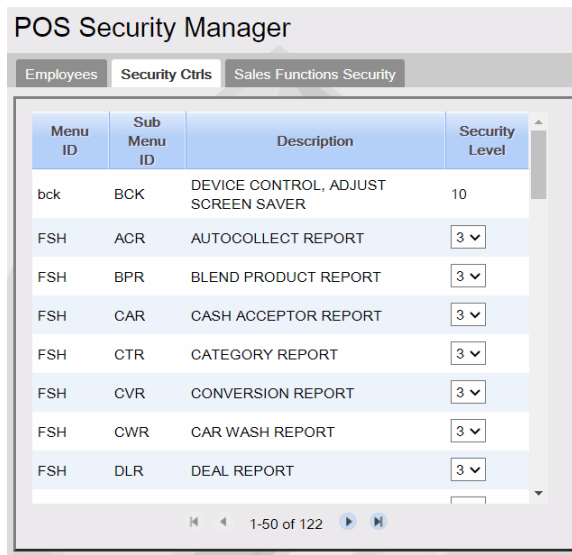 POS Security Manager
Employees Security Ctrls Sales Functions Security
Menu ID Sub Menu ID Description Security Level
bck BCK DEVICE CONTROL, ADJUST SCREEN SAVER 10
FSH ACR AUTOCOLLECT REPORT 3
FSH BPR BLEND PRODUCT REPORT 3
FSH CAR CASH ACCEPTOR REPORT 3
FSH CTR CATEGORY REPORT 3
FSH CVR CONVERSION REPORT 3
FSH CWR CAR WASH REPORT 3
FSH DLR DEAL REPORT 3
1-50 of 122